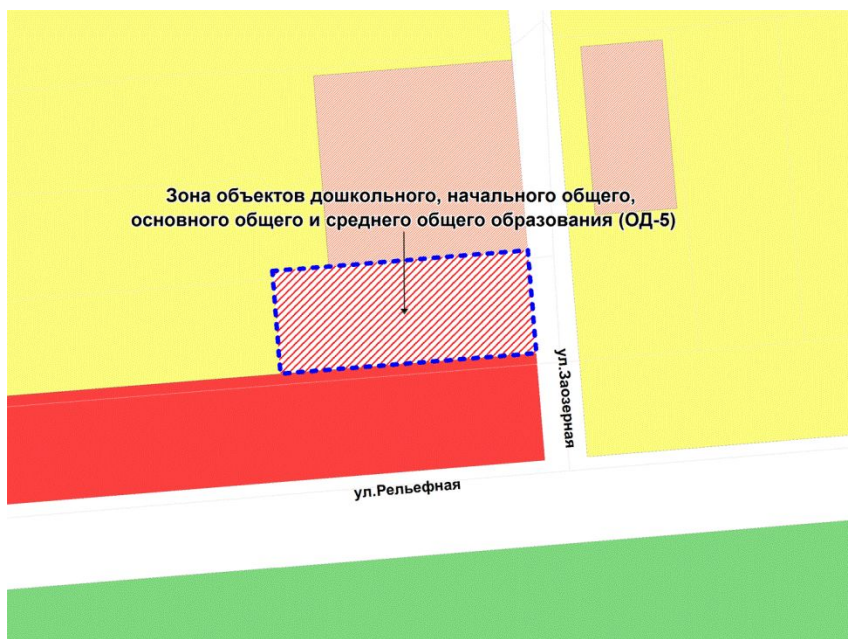 Зона объектов дошкольного, начального общего,
основного общего и среднего общего образования (ОД-5)
ул.Заозерная
ул.Рельефная